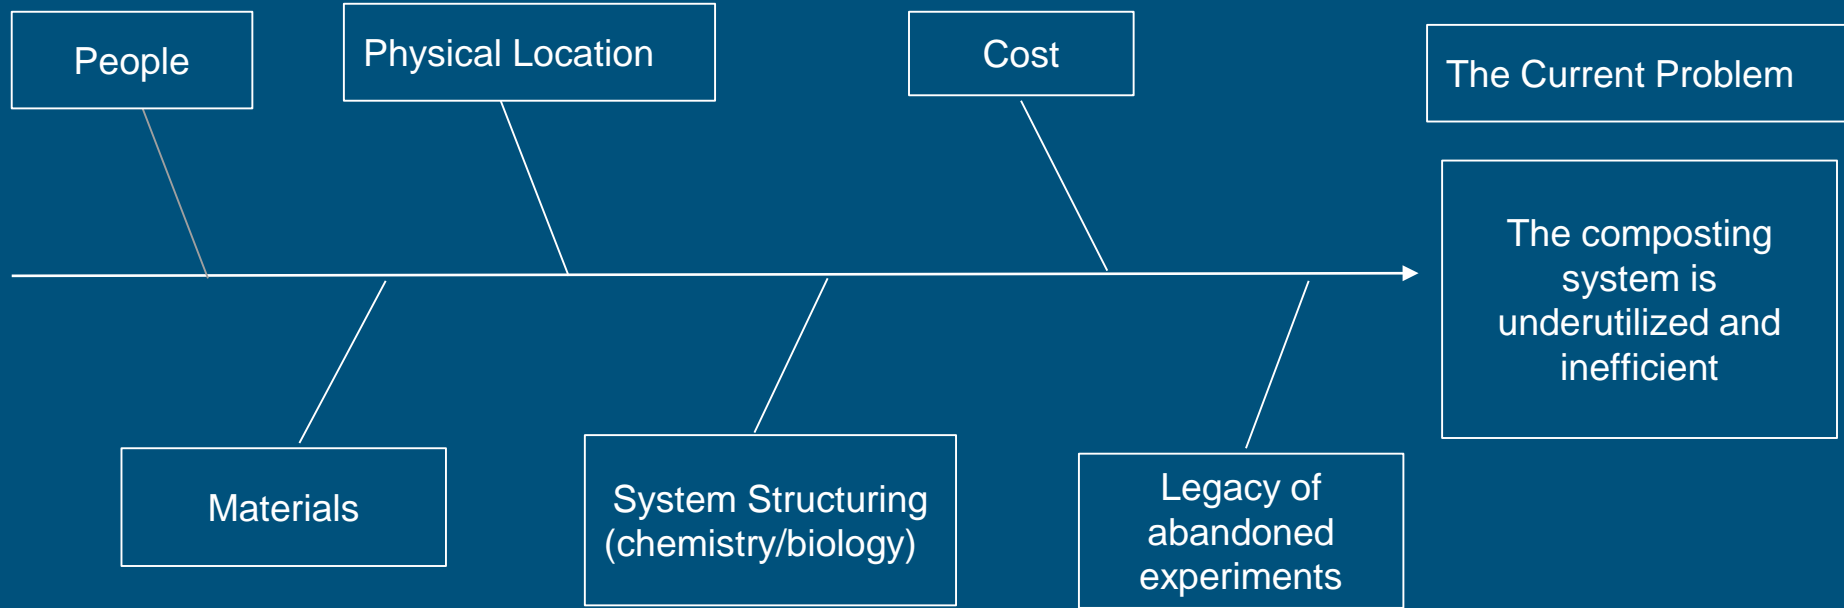 People
Physical Location
Cost
The Current Problem
The composting
system is
underutilized and
inefficient
Materials
System Structuring
(chemistry/biology)
Legacy of
abandoned
experiments